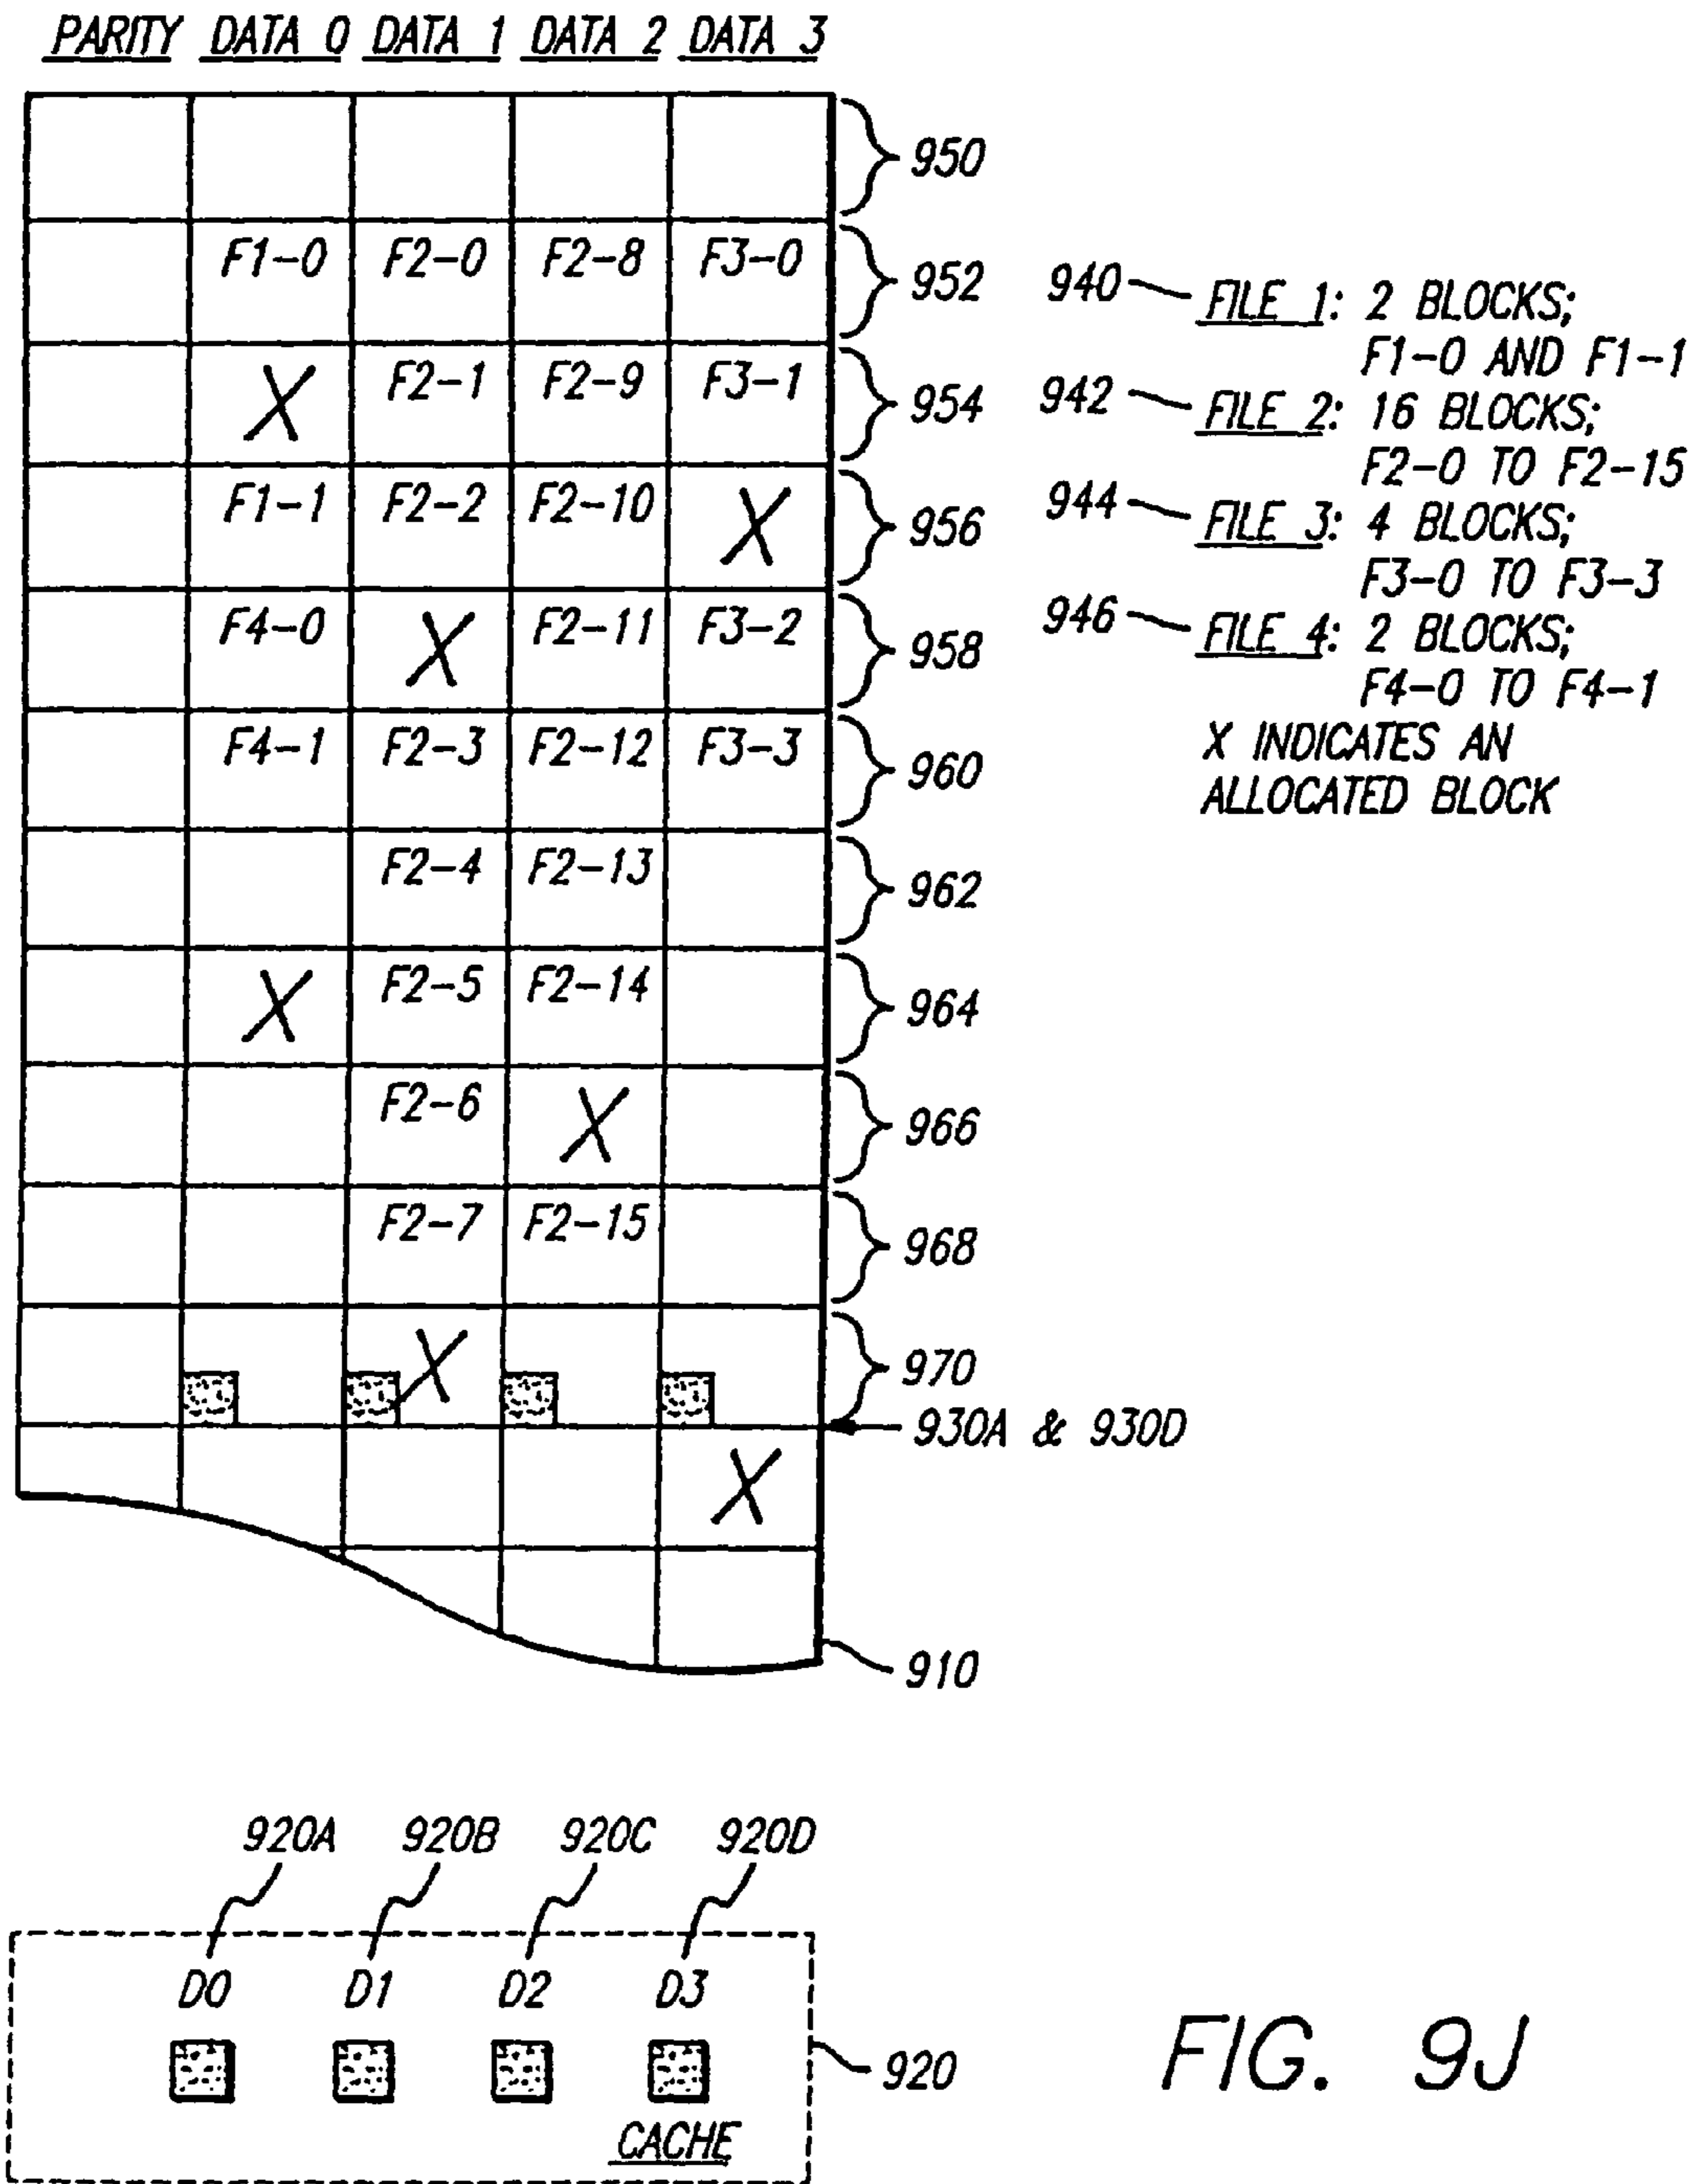 PARITY DATA 0 DATA 1 DATA 2 DATA 3
950
F1-0 F2-0 F2-8 F3-0 952
X F2-1 F2-9 F3-1 954
F1-1 F2-2 F2-10 X 956
F4-0 X F2-11 F3-2 958
F4-1 F2-3 F2-12 F3-3 960
F2-4 F2-13 962
X F2-5 F2-14 964
F2-6 X 966
F2-7 F2-15 968
X 970
930A & 930D
X
910
940 FILE 1: 2 BLOCKS;
F1-0 AND F1-1
942 FILE 2: 16 BLOCKS;
F2-0 TO F2-15
944 FILE 3: 4 BLOCKS;
F3-0 TO F3-3
946 FILE 4: 2 BLOCKS;
F4-0 TO F4-1
X INDICATES AN
ALLOCATED BLOCK
920A 920B 920C 920D
D0 D1 D2 D3
920
CACHE
FIG. 9J